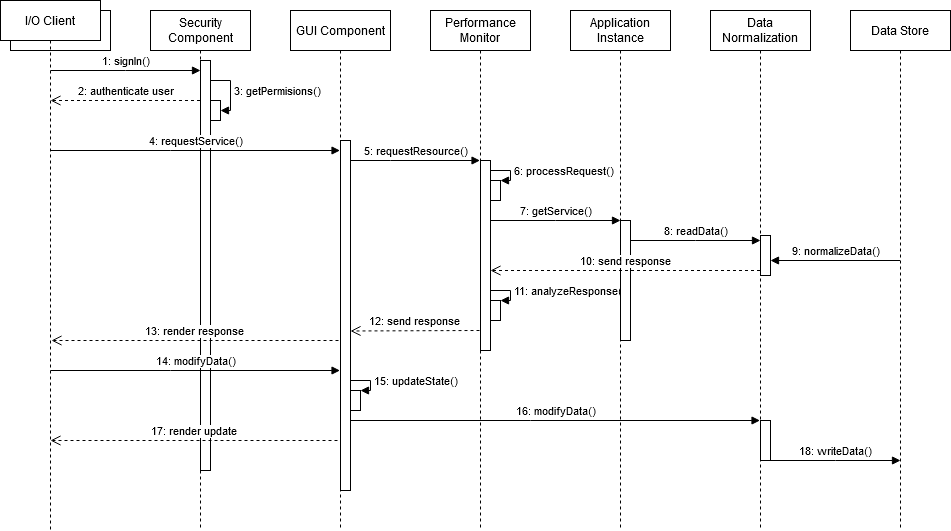 I/O Client
Security
Component
GUI Component
Performance
Monitor
Application
Instance
Data
Normalization
Data Store
1: signIn()
2: authenticate user
3: getPermisions()
4: requestService()
5: requestResource()
6: processRequest()
7: getService()
8: readData()
9: normalizeData()
10: send response
11: analyzeResponse
12: send response
13: render response
14: modifyData()
15: updateState()
16: modifyData()
17: render update
18: writeData()